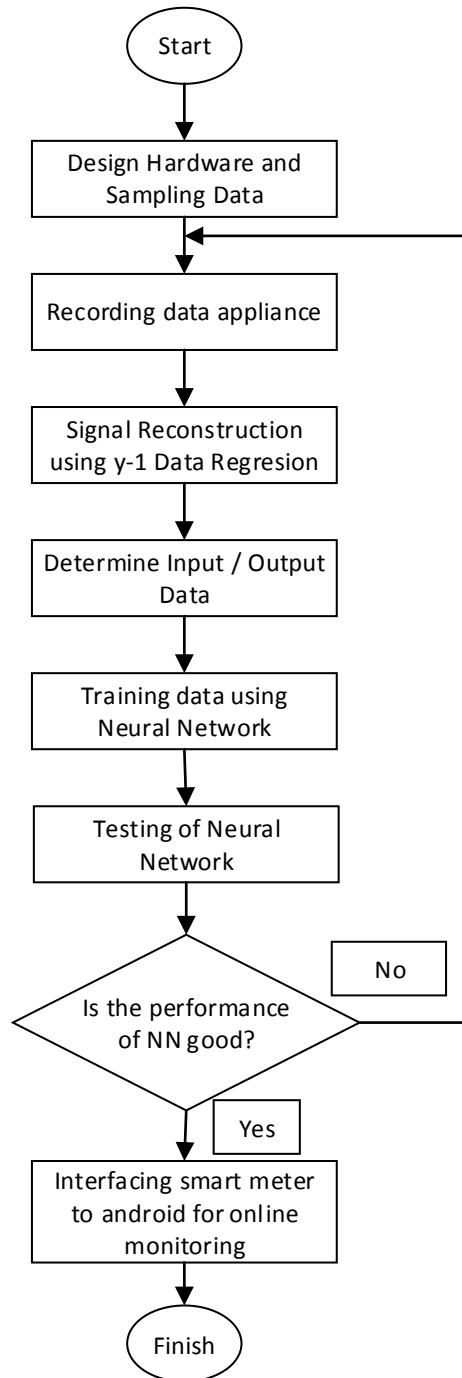 Start
Design Hardware and
Sampling Data
Recording data appliance
Signal Reconstruction
using y-1 Data Regresion
Determine Input / Output
Data
Training data using
Neural Network
Testing of Neural
Network
Is the performance
of NN good?
No
Yes
Interfacing smart meter
to android for online
monitoring
Finish